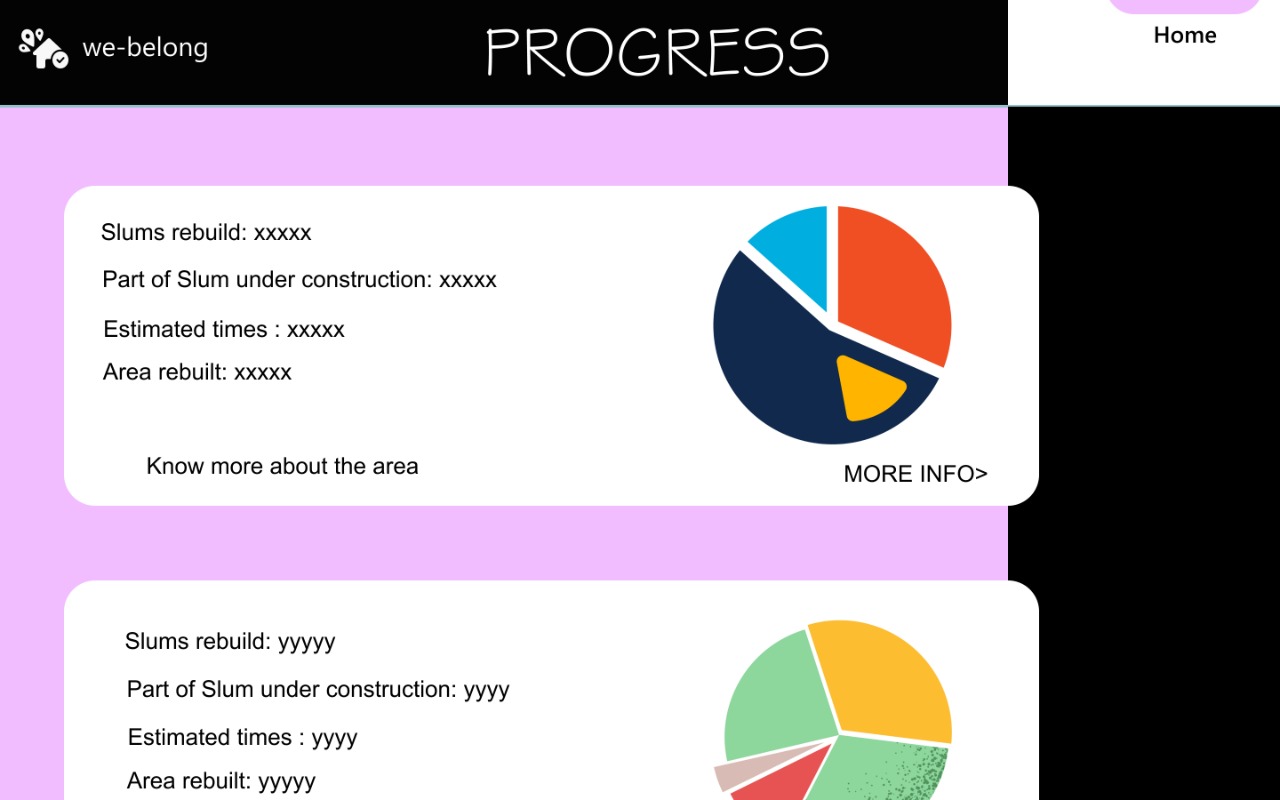 we-belong
PROGRESS
Home
Slums rebuild: xxxxx
Part of Slum under construction: xxxxx
Estimated times : xxxxx
Area rebuilt: xxxxx
Know more about the area
MORE INFO>
Slums rebuild: yyyyy
Part of Slum under construction: yyyy
Estimated times : yyyy
Area rebuilt: yyyyy